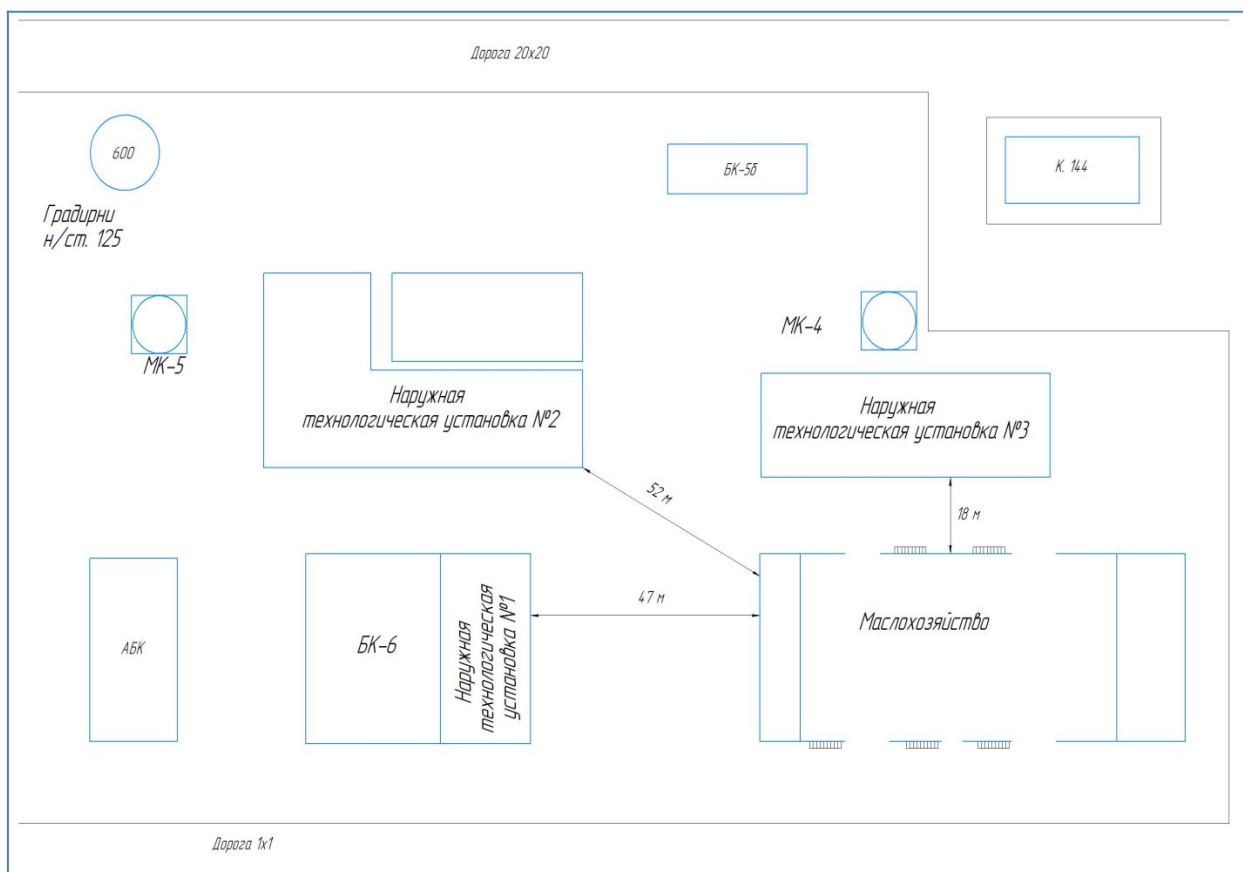 Дорога 20х20
600
БК-5б
К. 144
Градирни
н/ст. 125
МК-5
МК-4
Наружная
технологическая установка №2
Наружная
технологическая установка №3
52 м
18 м
АБК
БК-6
Наружная
технологическая
установка №1
47 м
Маслохозяйство
Дорога 1х1